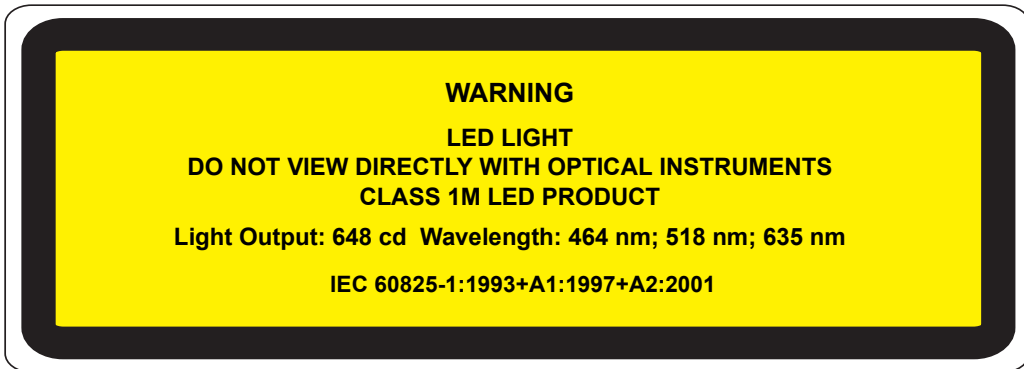 WARNING
LED LIGHT
DO NOT VIEW DIRECTLY WITH OPTICAL INSTRUMENTS
CLASS 1M LED PRODUCT
Light Output: 648 cd  Wavelength: 464 nm; 518 nm; 635 nm
IEC 60825-1:1993+A1:1997+A2:2001